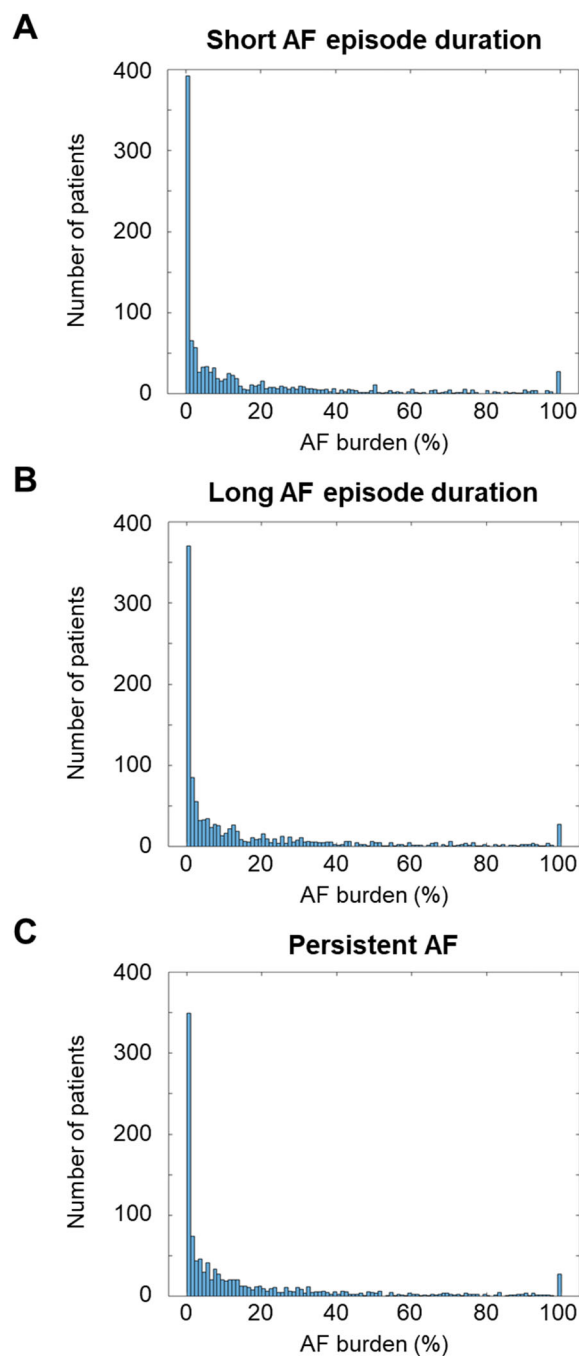 A
Short AF episode duration
400
300
200
100
0
Number of patients
0 20 40 60 80 100
AF burden (%)
B
Long AF episode duration
400
300
200
100
0
Number of patients
0 20 40 60 80 100
AF burden (%)
C
Persistent AF
400
300
200
100
0
Number of patients
0 20 40 60 80 100
AF burden (%)